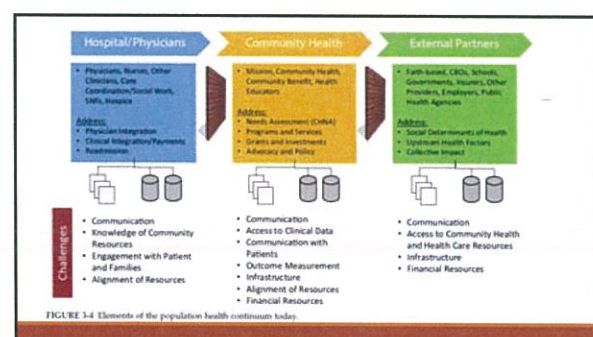 Hospital/Physicians
Community Health
External Partners
• Physicians, Nurses, Other
Clinicians, Care
Coordination/Social Work,
SNFs, Hospice
Address:
• Physician Integration
• Clinical Integration/Payments
• Readmission
• Mission, Community Health,
Community Benefit, Health
Educators
Address:
• Needs Assessment (CHNA)
• Programs and Services
• Grants and Investments
• Advocacy and Policy
• Faith-based, CBOs, Schools,
Governments, Insurers, Other
Providers, Employers, Public
Health Agencies
Address:
• Social Determinants of Health
• Upstream Health Factors
• Collective Impact
Challenges
• Communication
• Knowledge of Community
Resources
• Engagement with Patient
and Families
• Alignment of Resources
• Communication
• Access to Clinical Data
• Communication with
Patients
• Outcome Measurement
• Infrastructure
• Alignment of Resources
• Financial Resources
• Communication
• Access to Community Health
and Health Care Resources
• Infrastructure
• Financial Resources
FIGURE 3-4 Elements of the population health continuum today.